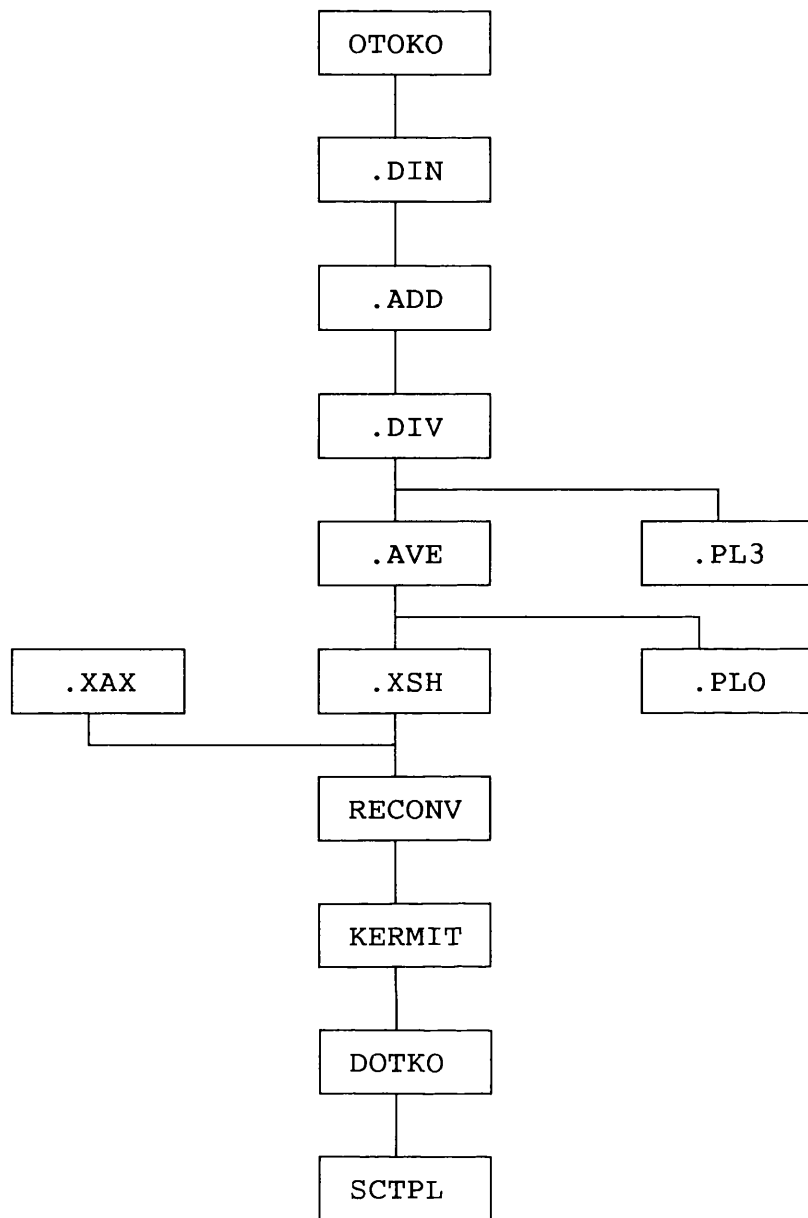 OTOKO
.DIN
.ADD
.DIV
.AVE
.PL3
.XAX
.XSH
.PLO
RECONV
KERMIT
DOTKO
SCTPL